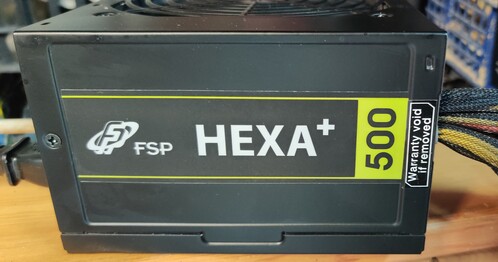 FSP
HEXA+
500
Warranty void
if removed